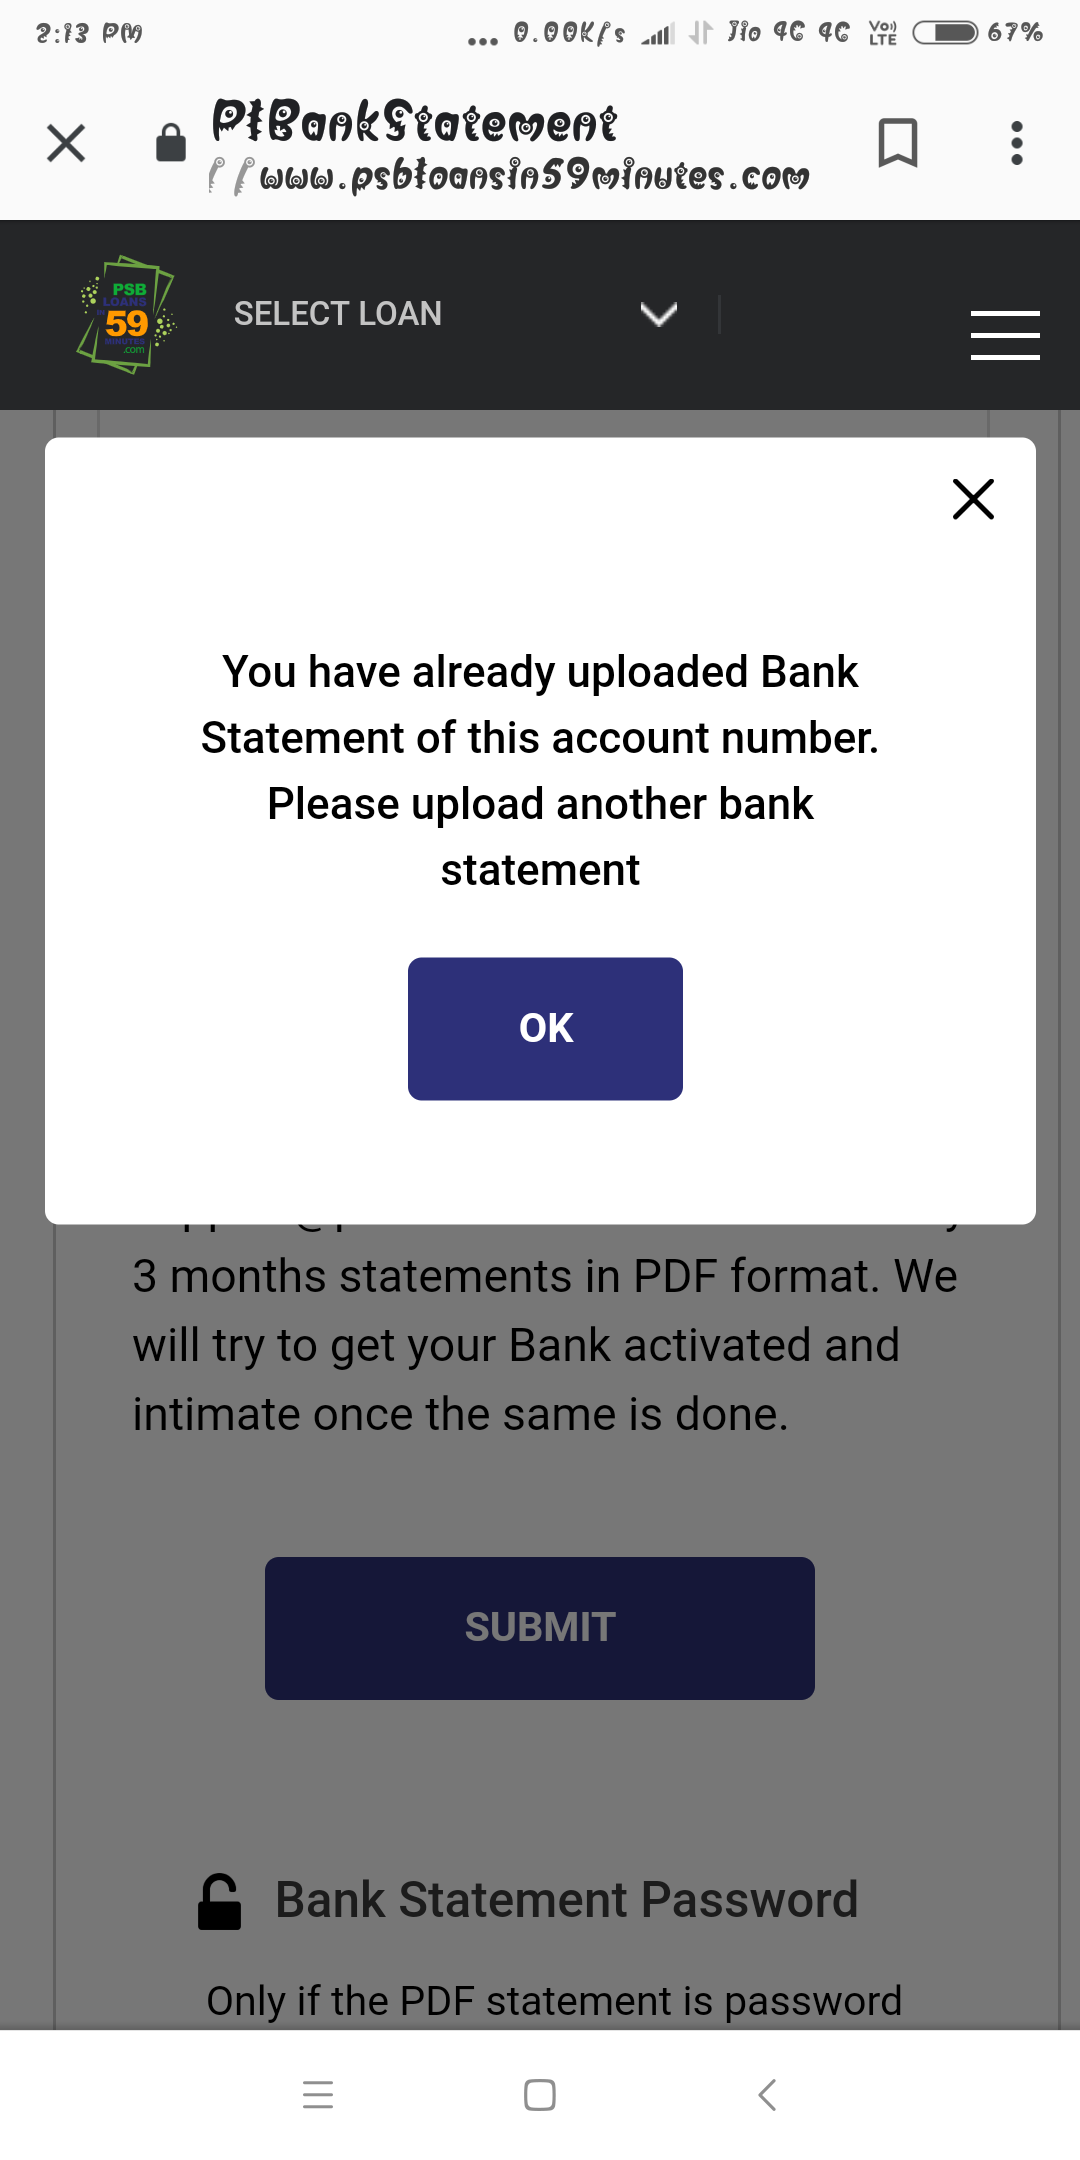 2:13 PM ... 0.00K/s Jio 4G 4G VoLTE 67%
PlBankStatement
//www.psbloansin59minutes.com
PSB
LOANS
IN
59
MINUTES
.com
SELECT LOAN
You have already uploaded Bank
Statement of this account number.
Please upload another bank
statement
OK
3 months statements in PDF format. We
will try to get your Bank activated and
intimate once the same is done.
SUBMIT
Bank Statement Password
Only if the PDF statement is password